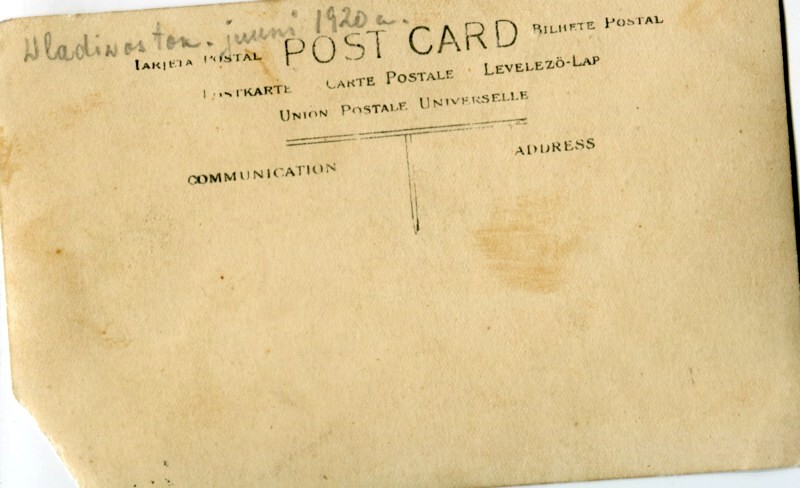 Wladiwostok. juuni 1920 a.
POST CARD
TARJETA POSTAL BILHETE POSTAL
POSTKARTE CARTE POSTALE LEVELEZÖ-LAP
UNION POSTALE UNIVERSELLE
COMMUNICATION ADDRESS